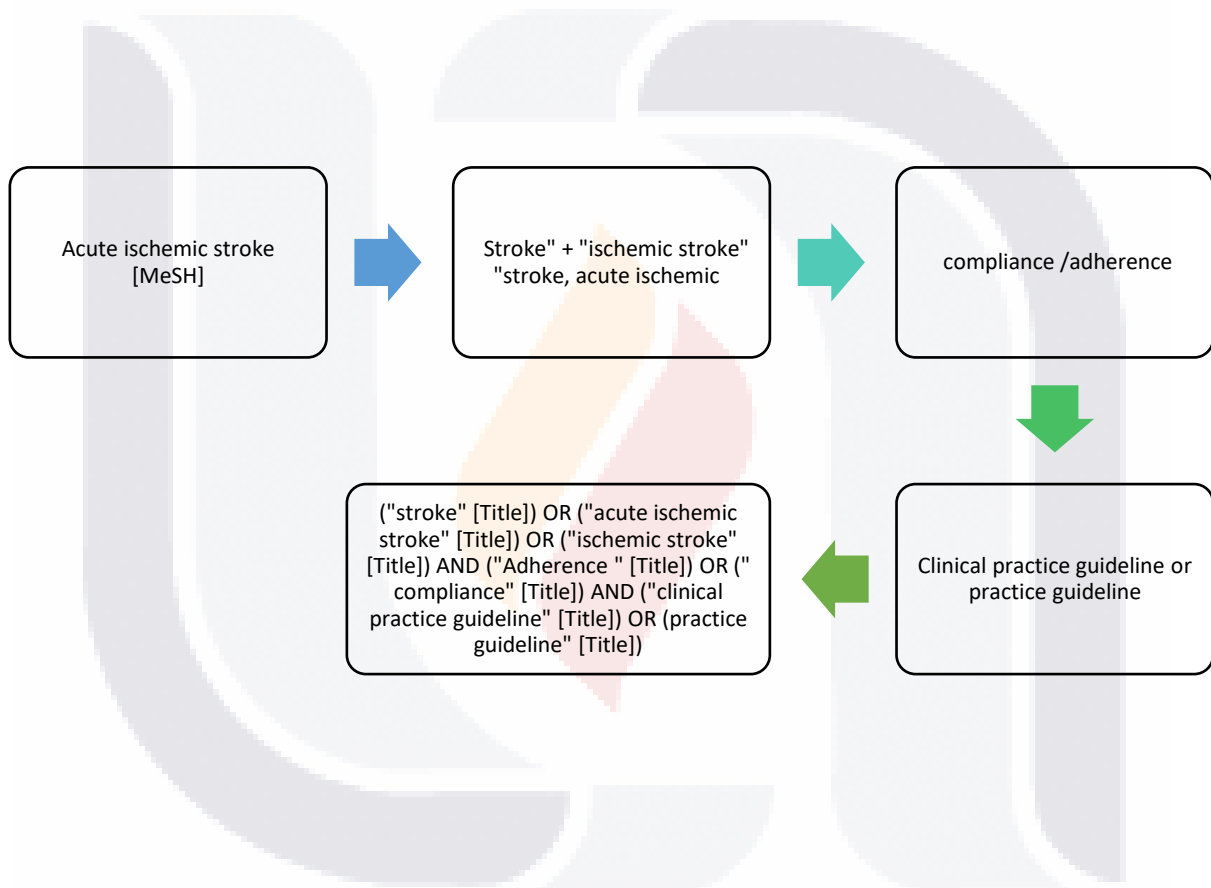 Acute ischemic stroke
[MeSH]
Stroke" + "ischemic stroke"
"stroke, acute ischemic
compliance /adherence
Clinical practice guideline or
practice guideline
("stroke" [Title]) OR ("acute ischemic
stroke" [Title]) OR ("ischemic stroke"
[Title]) AND ("Adherence " [Title]) OR ("
compliance" [Title]) AND ("clinical
practice guideline" [Title]) OR (practice
guideline" [Title])